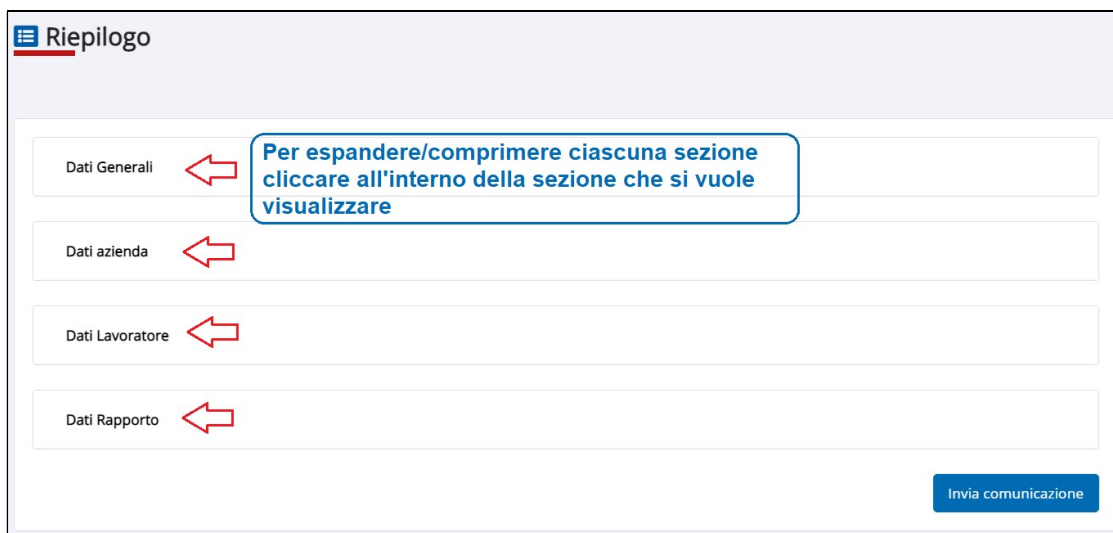 Riepilogo
Dati Generali
Per espandere/comprimere ciascuna sezione
cliccare all'interno della sezione che si vuole
visualizzare
Dati azienda
Dati Lavoratore
Dati Rapporto
Invia comunicazione